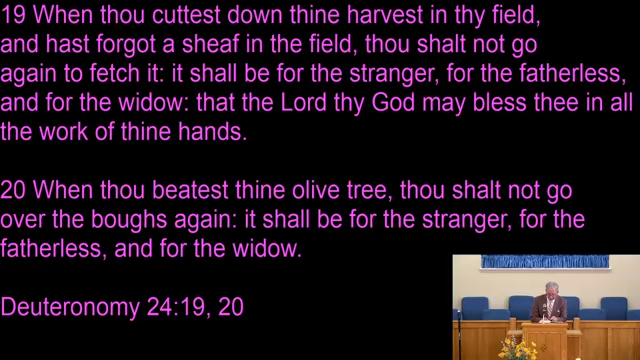 19 When thou cuttest down thine harvest in thy field,
and hast forgot a sheaf in the field, thou shalt not go
again to fetch it: it shall be for the stranger, for the fatherless,
and for the widow: that the Lord thy God may bless thee in all
the work of thine hands.
20 When thou beatest thine olive tree, thou shalt not go
over the boughs again: it shall be for the stranger, for the
fatherless, and for the widow.
Deuteronomy 24:19, 20